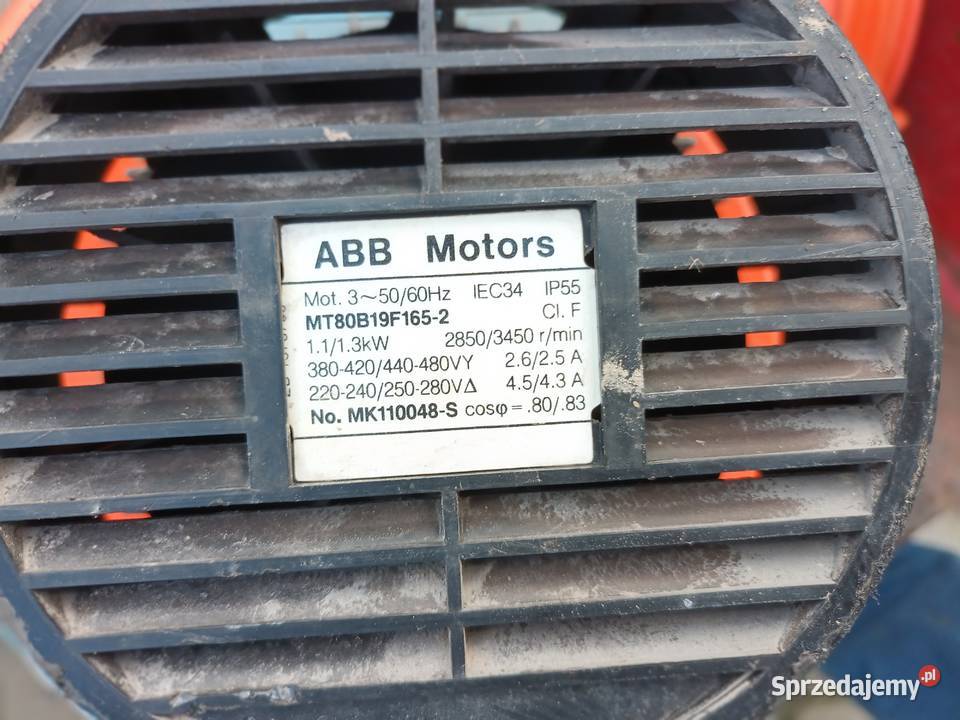 ABB Motors
Mot. 3~50/60Hz IEC34 IP55
MT80B19F165-2 Cl. F
1.1/1.3kW 2850/3450 r/min
380-420/440-480VY 2.6/2.5 A
220-240/250-280VΔ 4.5/4.3 A
No. MK110048-S cosφ = .80/.83
Sprzedajemy.pl